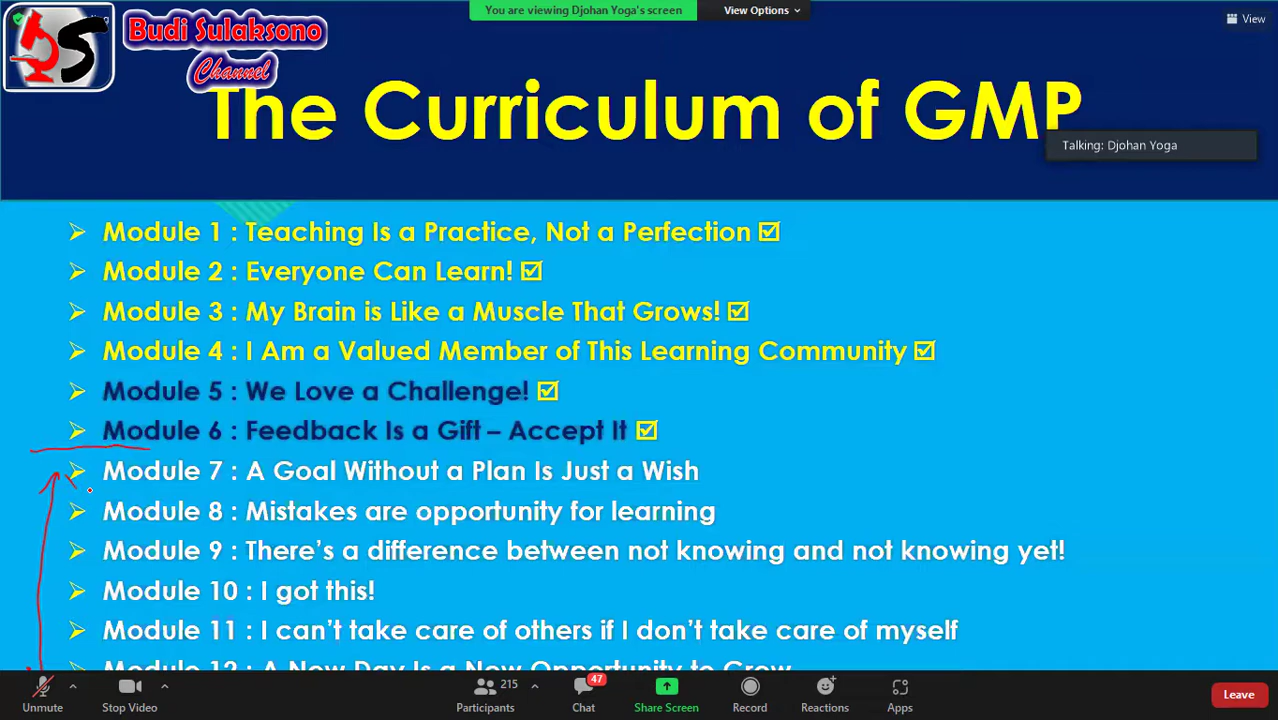 You are viewing Djohan Yoga's screen
View Options
View
Budi Sulaksono
Channel
The Curriculum of GMP
Talking: Djohan Yoga
Module 1 : Teaching Is a Practice, Not a Perfection
Module 2 : Everyone Can Learn!
Module 3 : My Brain is Like a Muscle That Grows!
Module 4 : I Am a Valued Member of This Learning Community
Module 5 : We Love a Challenge!
Module 6 : Feedback Is a Gift – Accept It
Module 7 : A Goal Without a Plan Is Just a Wish
Module 8 : Mistakes are opportunity for learning
Module 9 : There's a difference between not knowing and not knowing yet!
Module 10 : I got this!
Module 11 : I can't take care of others if I don't take care of myself
Module 12 : A New Day Is a New Opportunity to Grow
Unmute
Stop Video
215
Participants
47
Chat
Share Screen
Record
Reactions
Apps
Leave